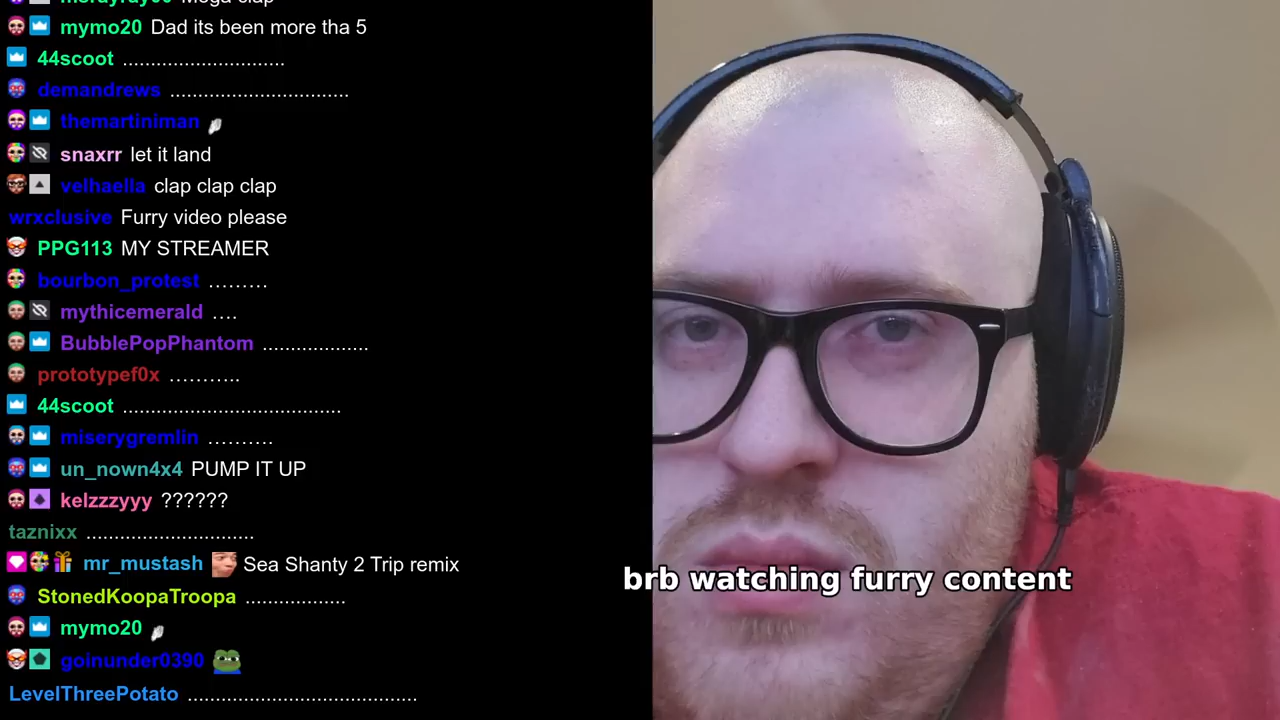 mymo20 Dad its been more tha 5
44scoot .............................
demandrews ................................
themartiniman
snaxrr let it land
velhaella clap clap clap
wrxclusive Furry video please
PPG113 MY STREAMER
bourbon_protest .........
mythicemerald ....
BubblePopPhantom ...................
prototypef0x ...........
44scoot .......................................
miserygremlin ..........
un_nown4x4 PUMP IT UP
kelzzzyyy ??????
taznixx ..............................
mr_mustash Sea Shanty 2 Trip remix
brb watching furry content
StonedKoopaTroopa ..................
mymo20
goinunder0390
LevelThreePotato .........................................